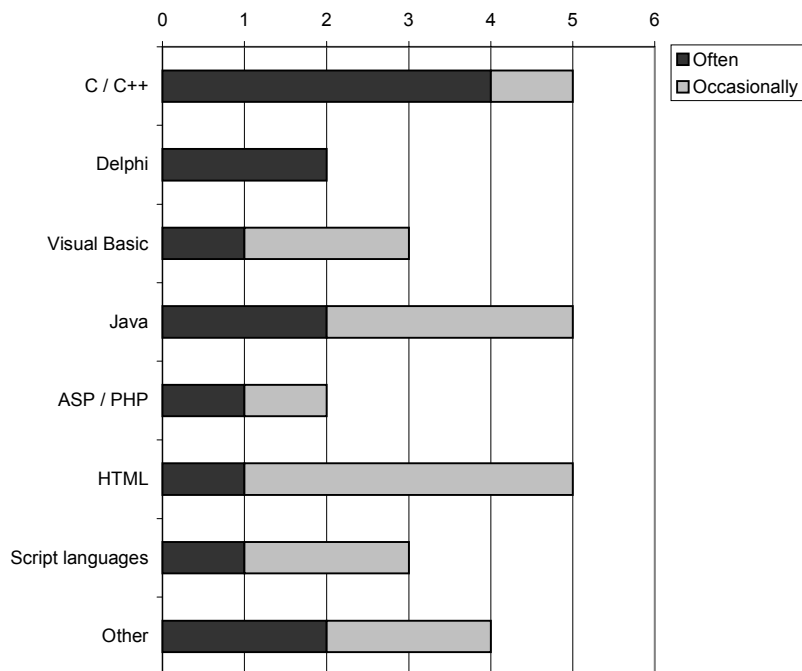 0 1 2 3 4 5 6
Often
Occasionally
C / C++
Delphi
Visual Basic
Java
ASP / PHP
HTML
Script languages
Other